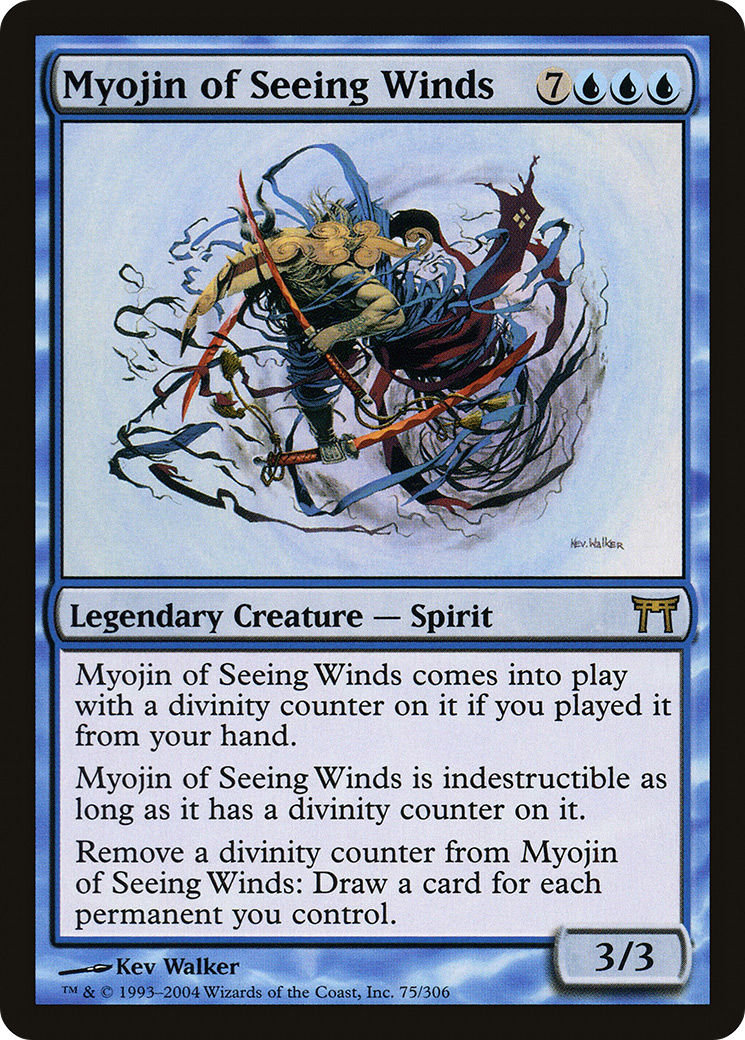 Myojin of Seeing Winds 7
Kev. Walker
Legendary Creature — Spirit
Myojin of Seeing Winds comes into play
with a divinity counter on it if you played it
from your hand.
Myojin of Seeing Winds is indestructible as
long as it has a divinity counter on it.
Remove a divinity counter from Myojin
of Seeing Winds: Draw a card for each
permanent you control.
3/3
Kev Walker
™ & © 1993–2004 Wizards of the Coast, Inc. 75/306